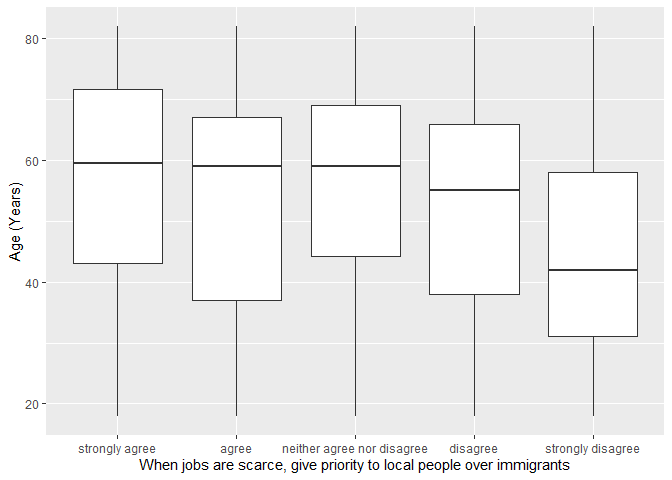 Age (Years)
80
60
40
20
strongly agree
agree
neither agree nor disagree
disagree
strongly disagree
When jobs are scarce, give priority to local people over immigrants